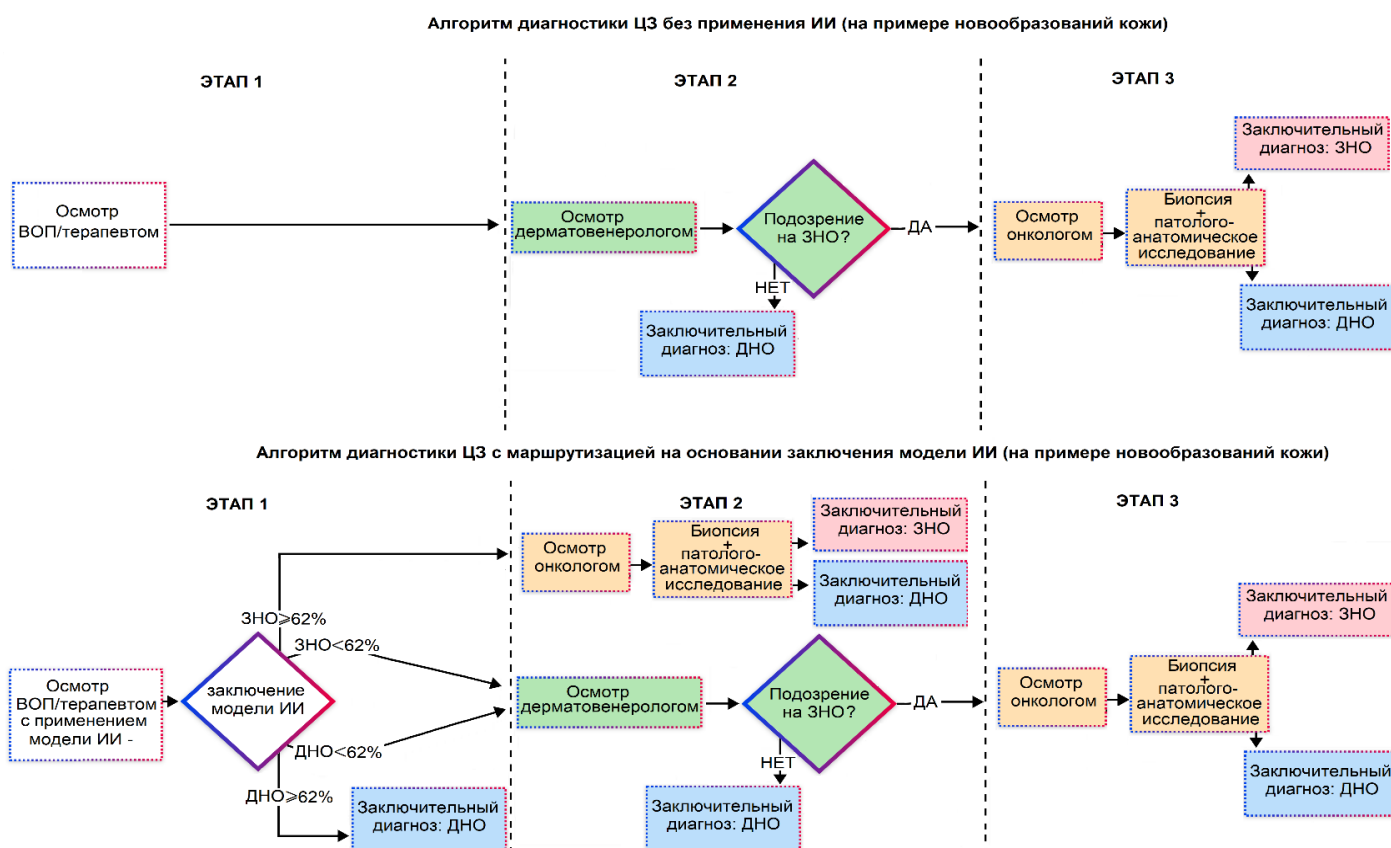 Алгоритм диагностики ЦЗ без применения ИИ (на примере новообразований кожи)
ЭТАП 1
ЭТАП 2
ЭТАП 3
Осмотр
ВОП/терапевтом
Осмотр
дерматовенерологом
Подозрение
на ЗНО?
ДА
НЕТ
Заключительный
диагноз: ДНО
Осмотр
онкологом
Биопсия
+
патолого-
анатомическое
исследование
Заключительный
диагноз: ЗНО
Заключительный
диагноз: ДНО
Алгоритм диагностики ЦЗ с маршрутизацией на основании заключения модели ИИ (на примере новообразований кожи)
ЭТАП 1
ЭТАП 2
ЭТАП 3
Осмотр
ВОП/терапевтом
с применением
модели ИИ -
заключение
модели ИИ
ЗНО⩾62%
ЗНО<62%
ДНО<62%
ДНО⩾62%
Заключительный
диагноз: ДНО
Осмотр
онкологом
Биопсия
+
патолого-
анатомическое
исследование
Заключительный
диагноз: ЗНО
Заключительный
диагноз: ДНО
Осмотр
дерматовенерологом
Подозрение
на ЗНО?
ДА
НЕТ
Заключительный
диагноз: ДНО
Осмотр
онкологом
Биопсия
+
патолого-
анатомическое
исследование
Заключительный
диагноз: ЗНО
Заключительный
диагноз: ДНО